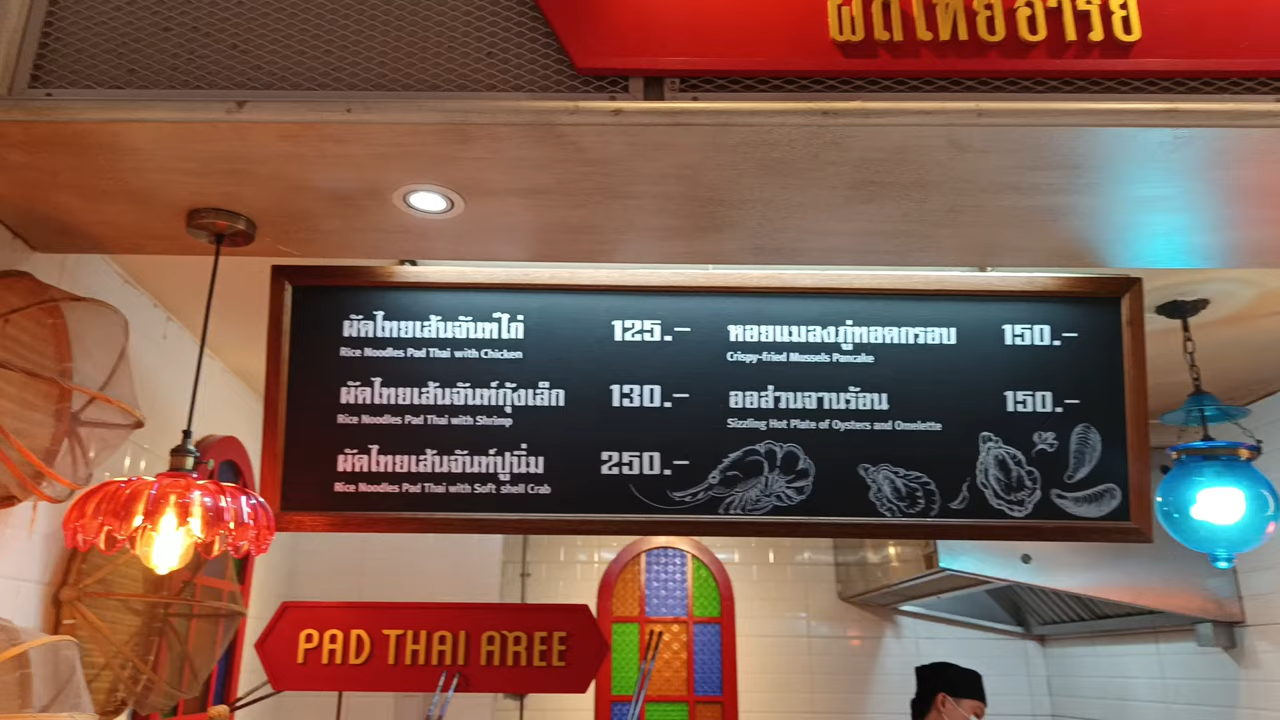 ผัดไทยอารีย์
ผัดไทยเส้นจันท์ไก่ 125.-
Rice Noodles Pad Thai with Chicken
ผัดไทยเส้นจันท์กุ้งเล็ก 130.-
Rice Noodles Pad Thai with Shrimp
ผัดไทยเส้นจันท์ปูนิ่ม 250.-
Rice Noodles Pad Thai with Soft shell Crab
หอยแมลงภู่ทอดกรอบ 150.-
Crispy-fried Mussels Pancake
ออส่วนจานร้อน 150.-
Sizzling Hot Plate of Oysters and Omelette
PAD THAI AREE